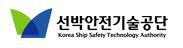 선박안전기술공단
Korea Ship Safety Technology Authority